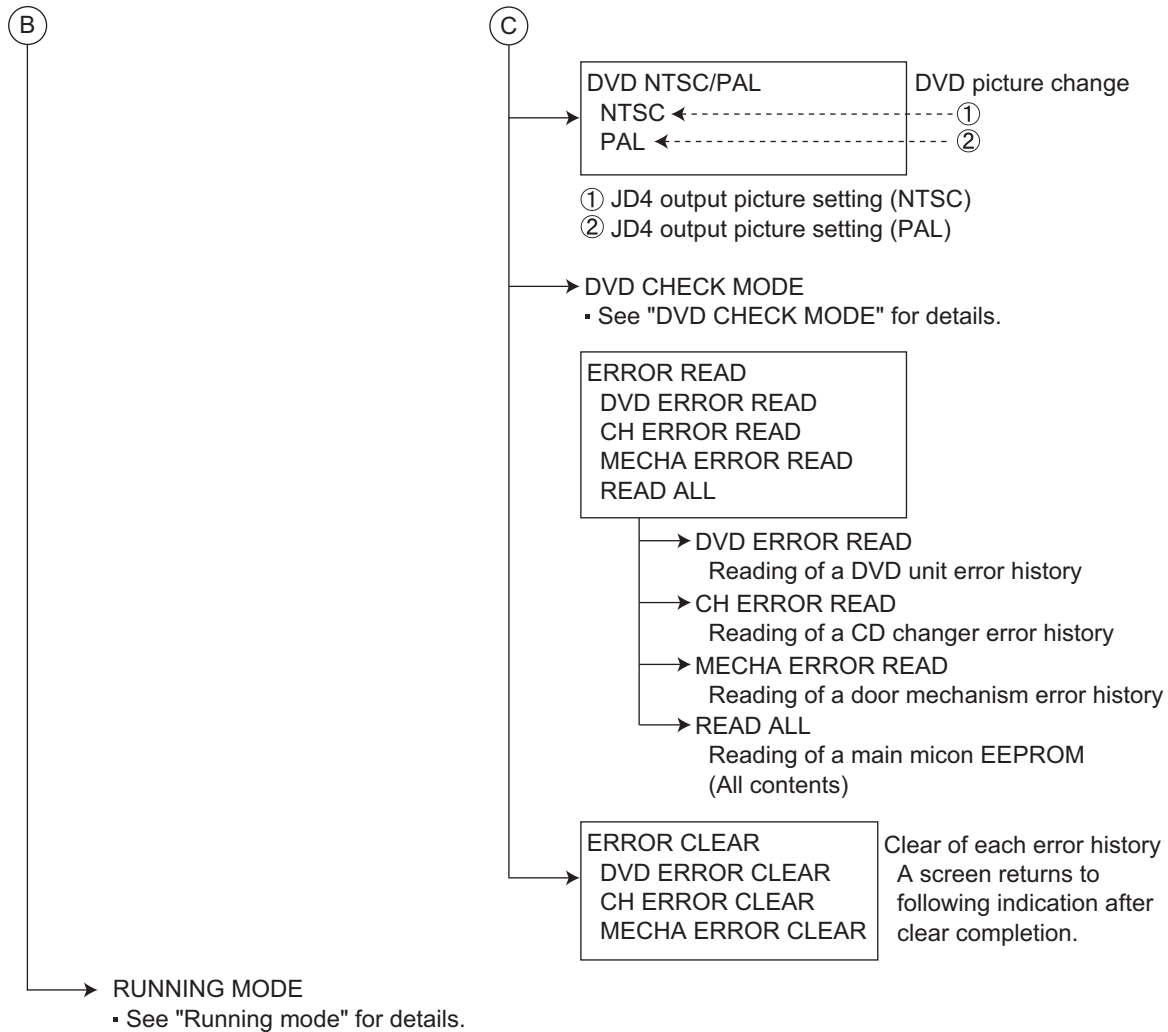 B
C
DVD NTSC/PAL
NTSC
PAL
DVD picture change
①
②
① JD4 output picture setting (NTSC)
② JD4 output picture setting (PAL)
DVD CHECK MODE
▪ See "DVD CHECK MODE" for details.
ERROR READ
DVD ERROR READ
CH ERROR READ
MECHA ERROR READ
READ ALL
DVD ERROR READ
Reading of a DVD unit error history
CH ERROR READ
Reading of a CD changer error history
MECHA ERROR READ
Reading of a door mechanism error history
READ ALL
Reading of a main micon EEPROM
(All contents)
ERROR CLEAR
DVD ERROR CLEAR
CH ERROR CLEAR
MECHA ERROR CLEAR
Clear of each error history
A screen returns to
following indication after
clear completion.
RUNNING MODE
▪ See "Running mode" for details.